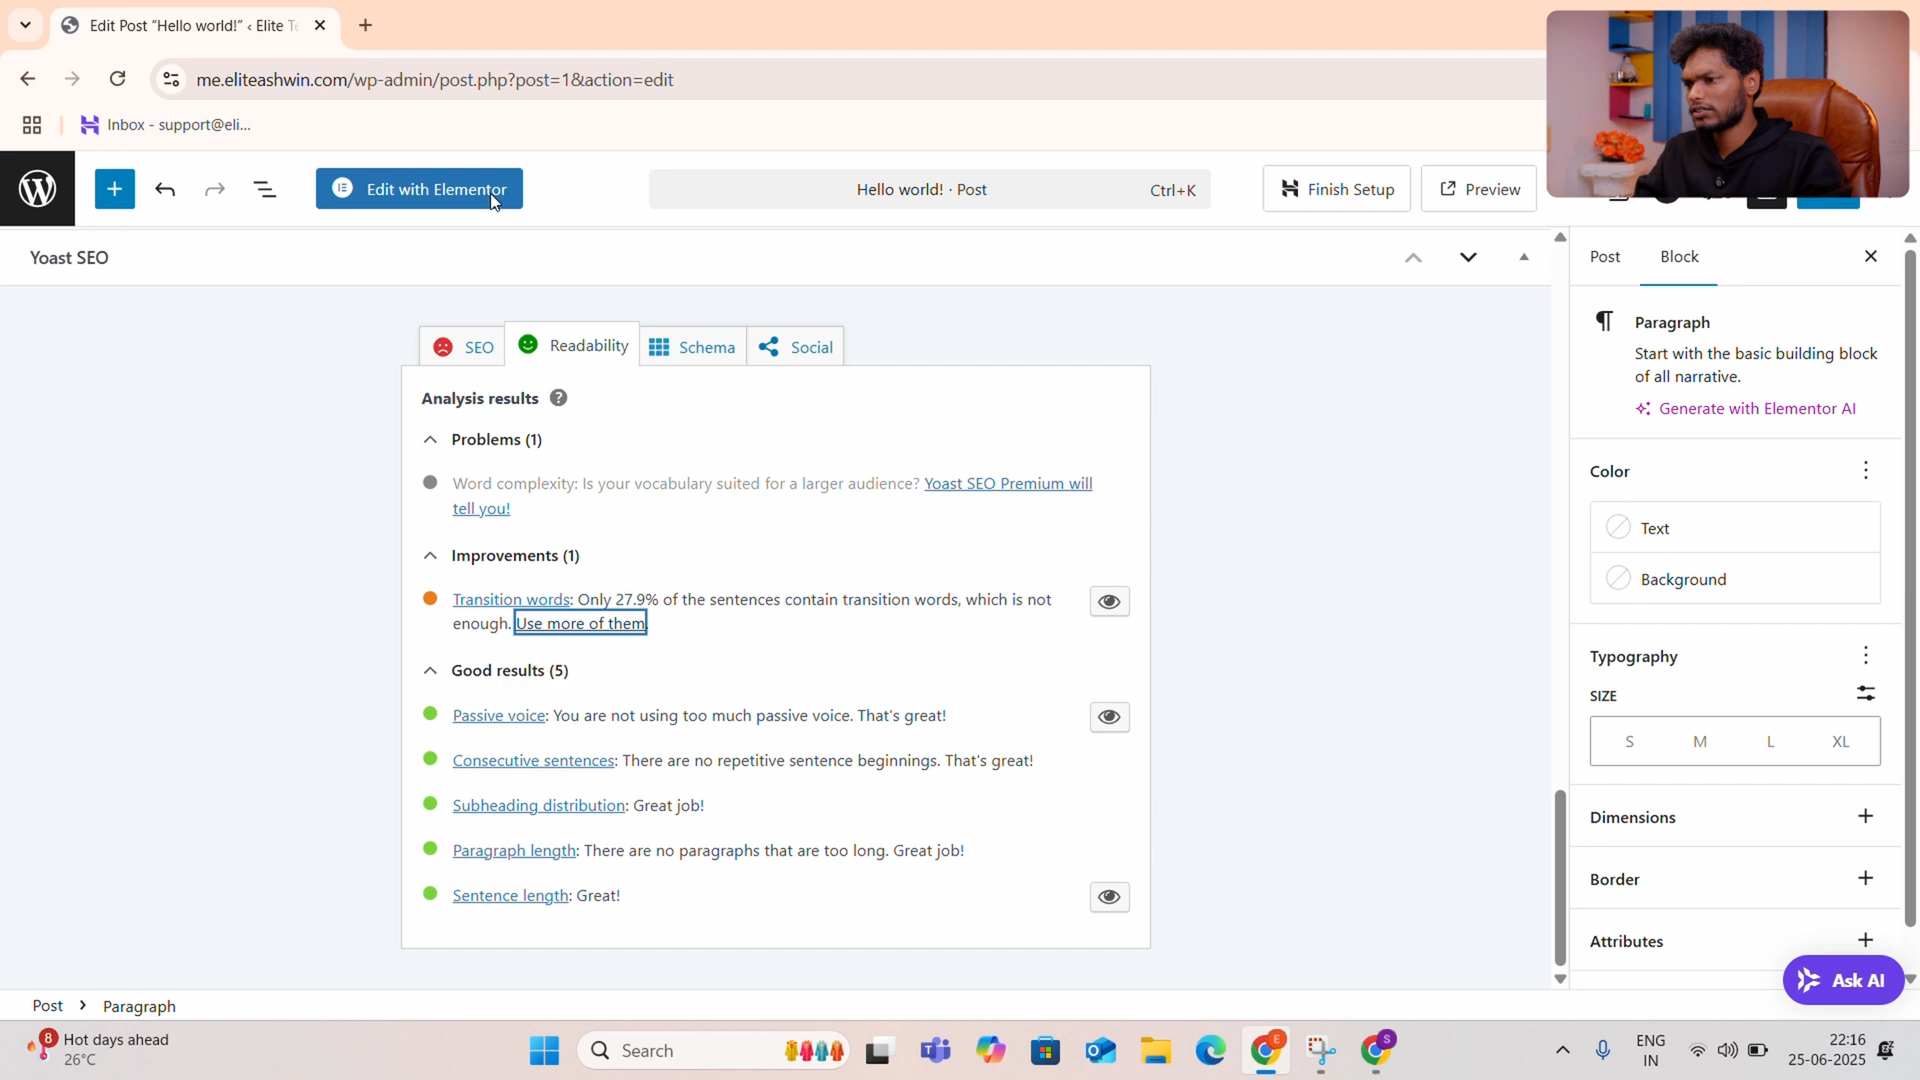 Edit Post "Hello world!" ‹ Elite Te
me.eliteashwin.com/wp-admin/post.php?post=1&action=edit
Inbox - support@eli...
Edit with Elementor
Hello world! · Post
Ctrl+K
Finish Setup
Preview
Yoast SEO
Post
Block
SEO
Readability
Schema
Social
Analysis results
Problems (1)
Word complexity: Is your vocabulary suited for a larger audience? Yoast SEO Premium will
tell you!
Improvements (1)
Transition words: Only 27.9% of the sentences contain transition words, which is not
enough. Use more of them.
Good results (5)
Passive voice: You are not using too much passive voice. That's great!
Consecutive sentences: There are no repetitive sentence beginnings. That's great!
Subheading distribution: Great job!
Paragraph length: There are no paragraphs that are too long. Great job!
Sentence length: Great!
Paragraph
Start with the basic building block
of all narrative.
Generate with Elementor AI
Color
Text
Background
Typography
SIZE
S M L XL
Dimensions
Border
Attributes
Ask AI
Post
Paragraph
8
Hot days ahead
26°C
Search
E
S
ENG
IN
22:16
25-06-2025